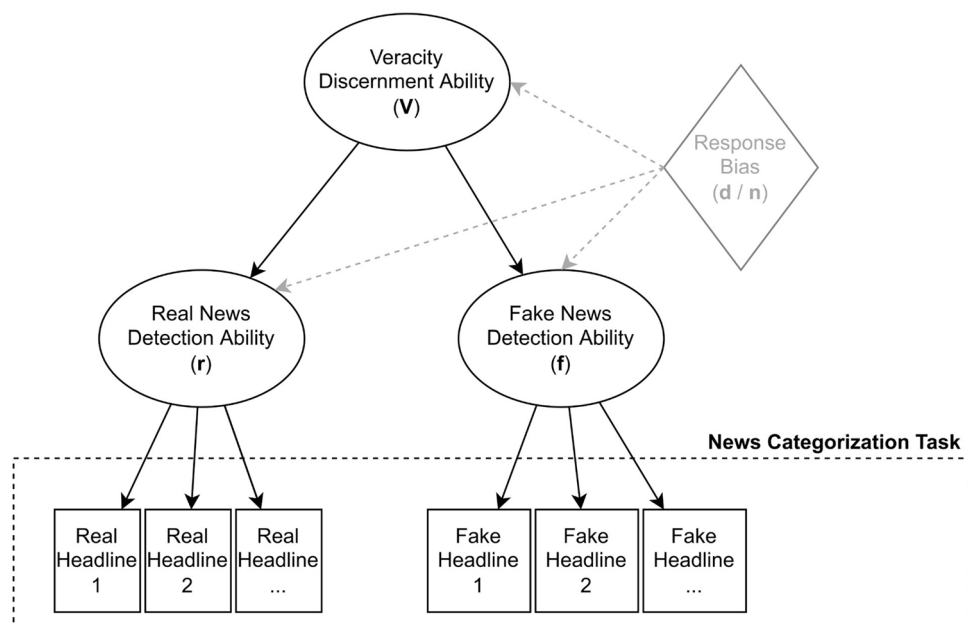 Veracity
Discernment Ability
(V)
Response
Bias
(d / n)
Real News
Detection Ability
(r)
Fake News
Detection Ability
(f)
News Categorization Task
Real
Headline
1
Real
Headline
2
Real
Headline
...
Fake
Headline
1
Fake
Headline
2
Fake
Headline
...